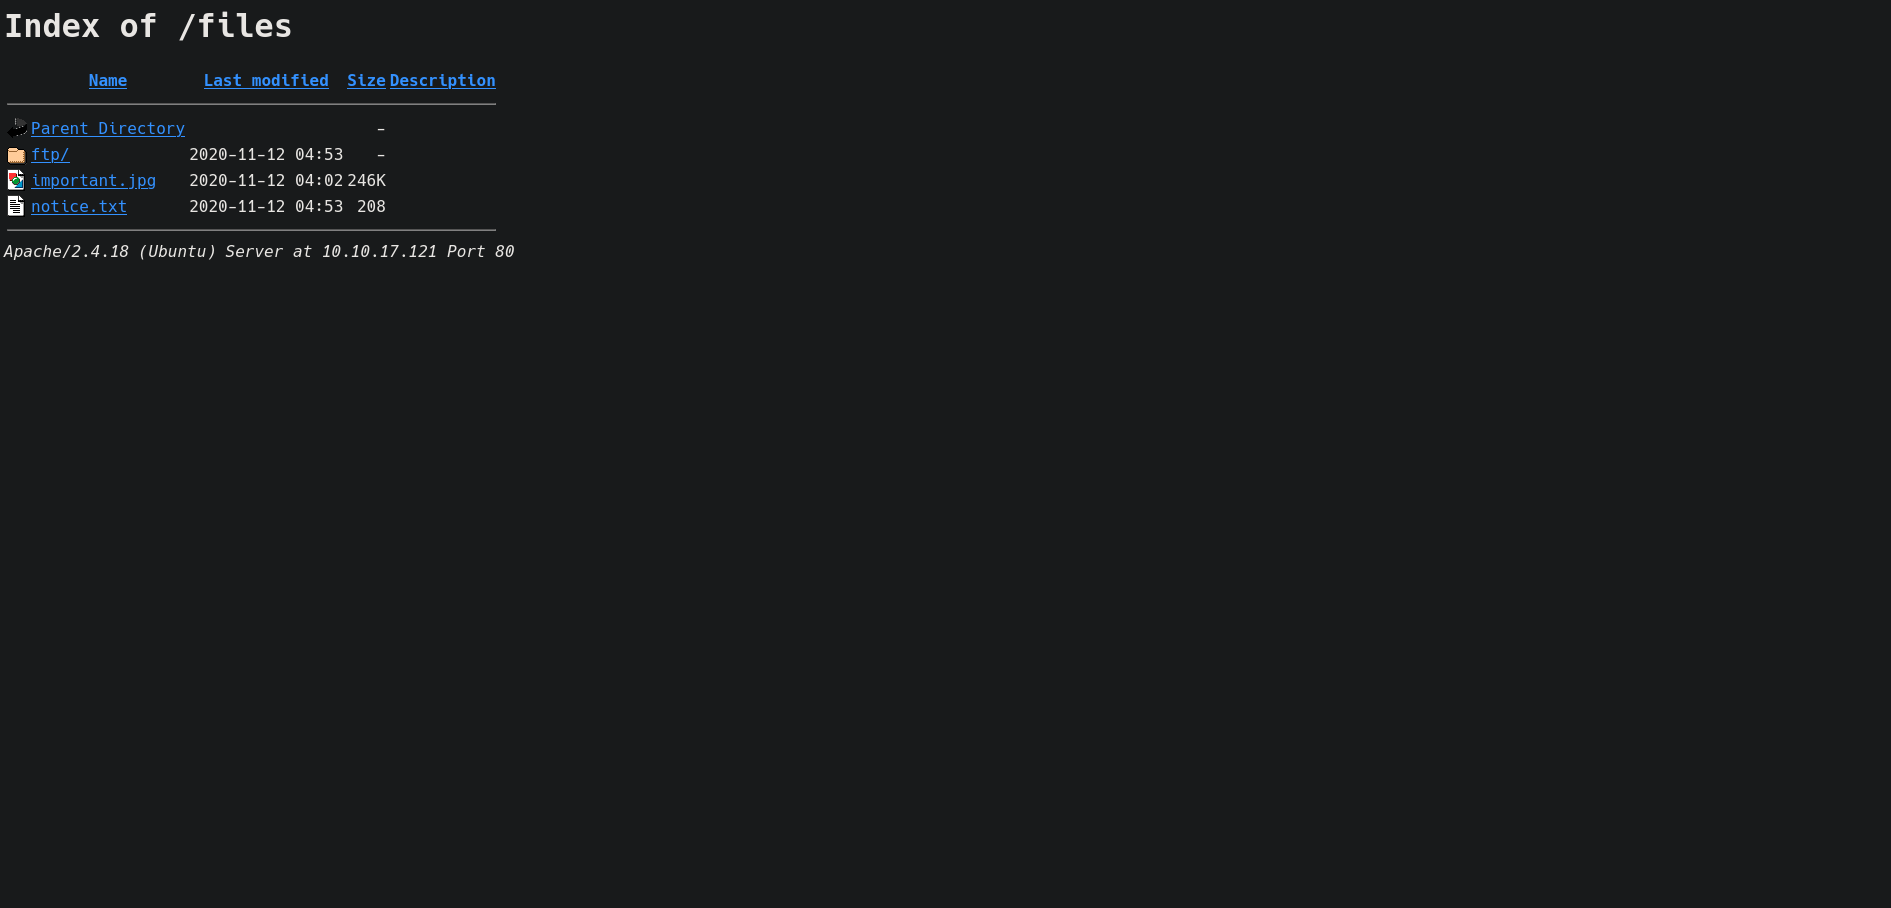 Index of /files
Name Last modified Size Description
Parent Directory -
ftp/ 2020-11-12 04:53 -
important.jpg 2020-11-12 04:02 246K
notice.txt 2020-11-12 04:53 208
Apache/2.4.18 (Ubuntu) Server at 10.10.17.121 Port 80